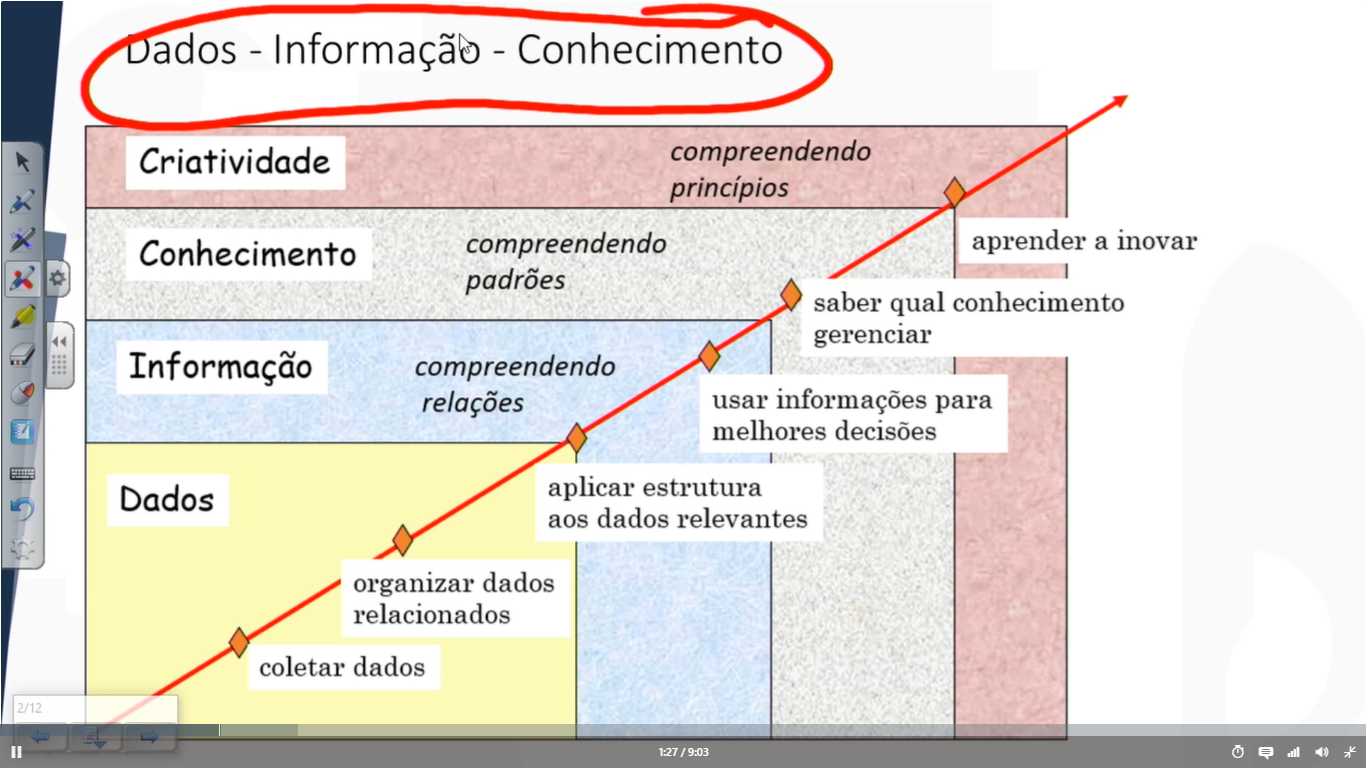 Dados - Informação - Conhecimento
Criatividade
compreendendo
princípios
aprender a inovar
Conhecimento
compreendendo
padrões
saber qual conhecimento
gerenciar
Informação
compreendendo
relações
usar informações para
melhores decisões
Dados
aplicar estrutura
aos dados relevantes
organizar dados
relacionados
coletar dados
2/12
1:27 / 9:03